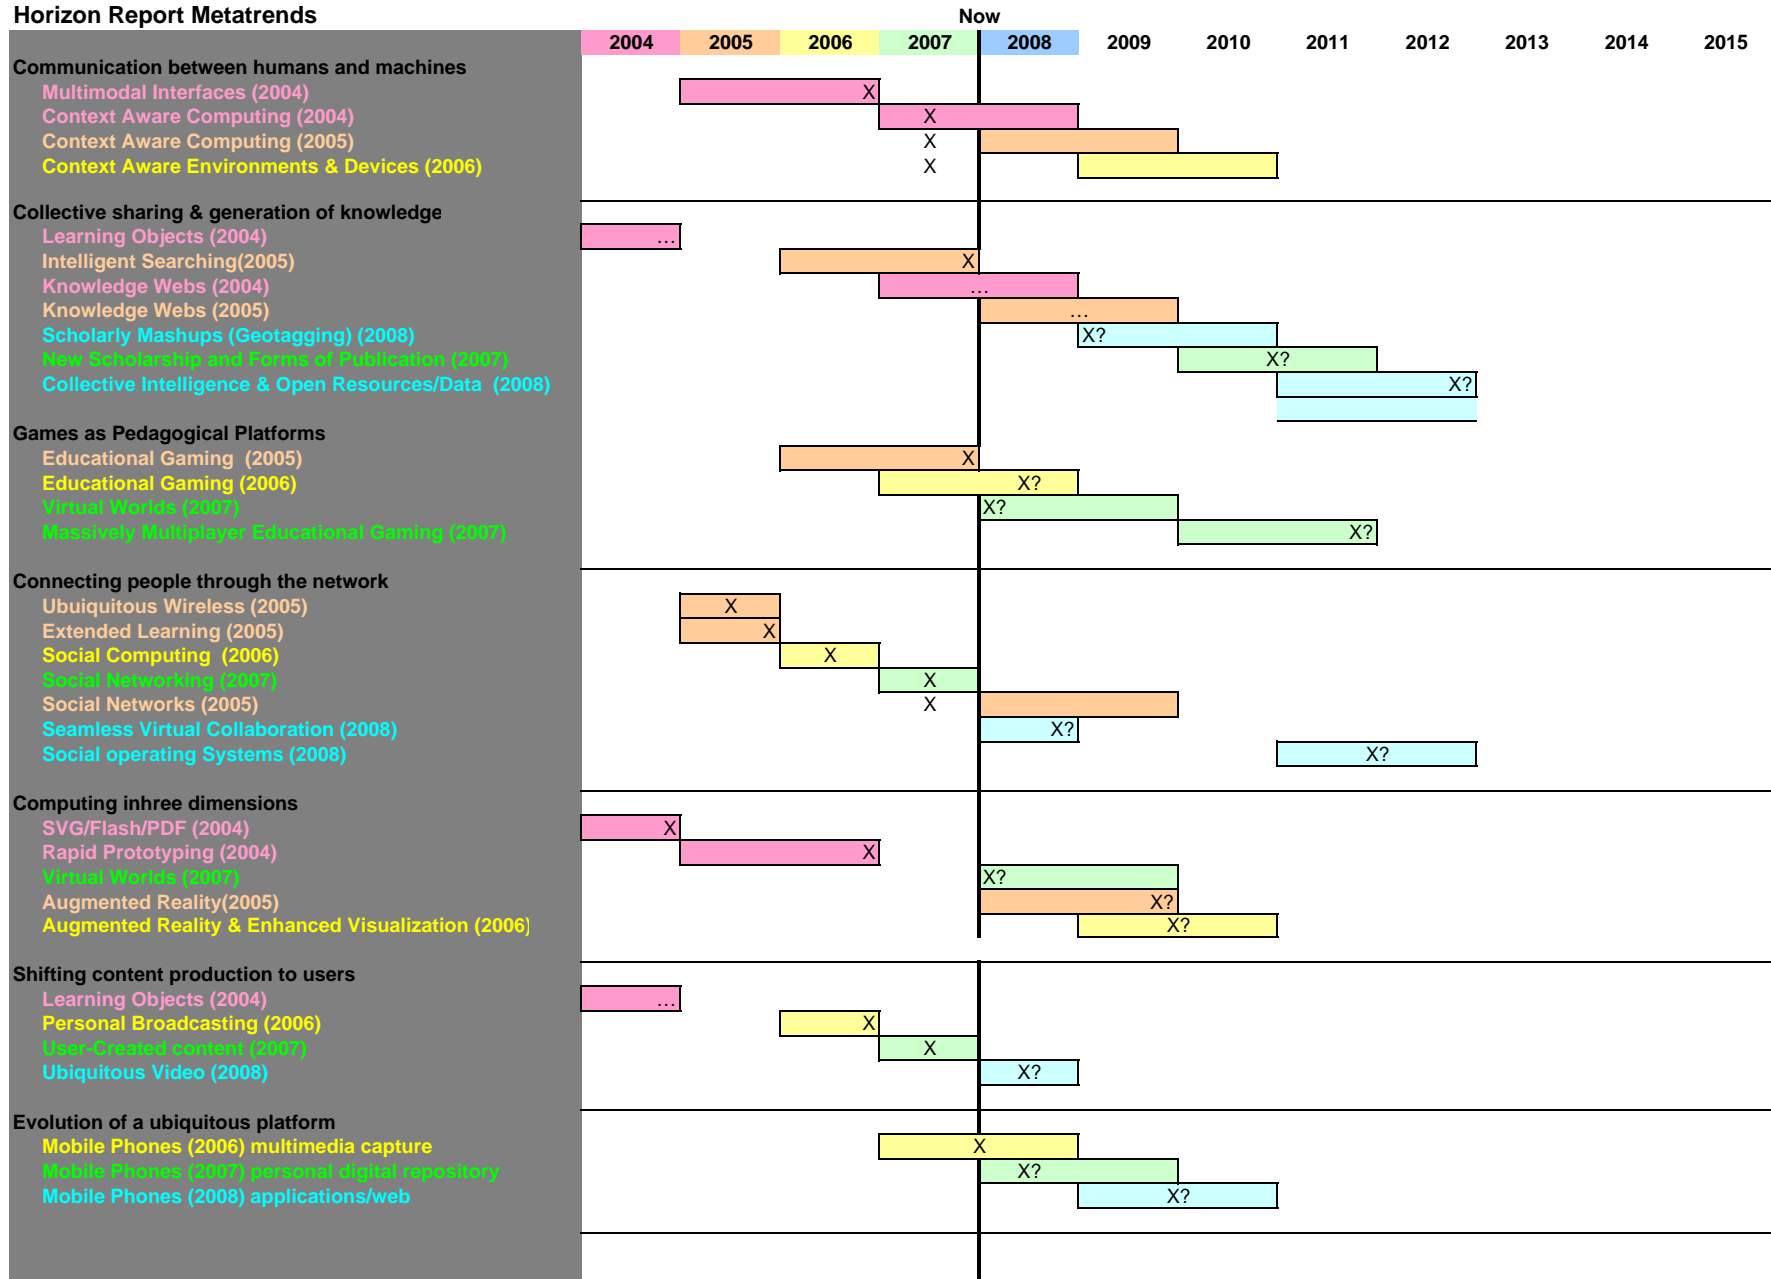 Horizon Report Metatrends Now
2004 2005 2006 2007 2008 2009 2010 2011 2012 2013 2014 2015
Communication between humans and machines
Multimodal Interfaces (2004) X
Context Aware Computing (2004) X
Context Aware Computing (2005) X
Context Aware Environments & Devices (2006) X
Collective sharing & generation of knowledge
Learning Objects (2004) ...
Intelligent Searching(2005) X
Knowledge Webs (2004) ...
Knowledge Webs (2005) ...
Scholarly Mashups (Geotagging) (2008) X?
New Scholarship and Forms of Publication (2007) X?
Collective Intelligence & Open Resources/Data (2008) X?
Games as Pedagogical Platforms
Educational Gaming (2005) X
Educational Gaming (2006) X?
Virtual Worlds (2007) X?
Massively Multiplayer Educational Gaming (2007) X?
Connecting people through the network
Ubuiquitous Wireless (2005) X
Extended Learning (2005) X
Social Computing (2006) X
Social Networking (2007) X
Social Networks (2005) X
Seamless Virtual Collaboration (2008) X?
Social operating Systems (2008) X?
Computing inhree dimensions
SVG/Flash/PDF (2004) X
Rapid Prototyping (2004) X
Virtual Worlds (2007) X?
Augmented Reality(2005) X?
Augmented Reality & Enhanced Visualization (2006) X?
Shifting content production to users
Learning Objects (2004) ...
Personal Broadcasting (2006) X
User-Created content (2007) X
Ubiquitous Video (2008) X?
Evolution of a ubiquitous platform
Mobile Phones (2006) multimedia capture X
Mobile Phones (2007) personal digital repository X?
Mobile Phones (2008) applications/web X?